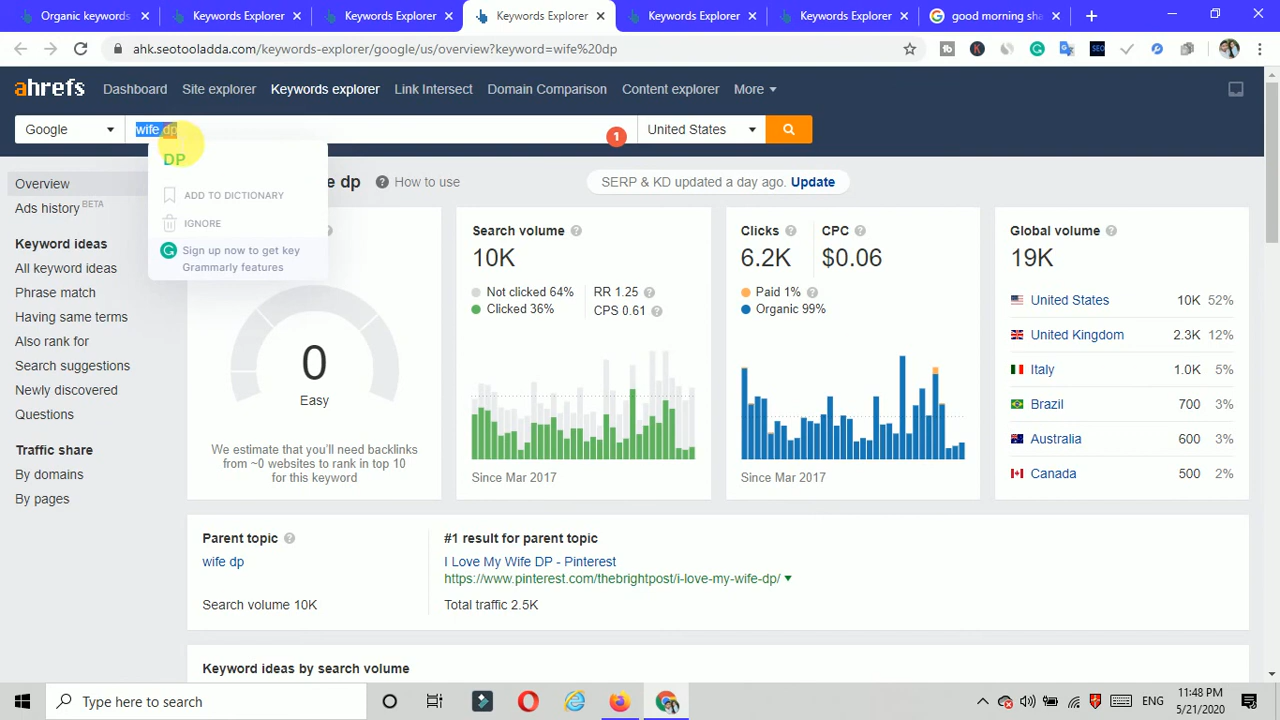 Organic keywords
Keywords Explorer
Keywords Explorer
Keywords Explorer
Keywords Explorer
Keywords Explorer
good morning sha
ahk.seotooladda.com/keywords-explorer/google/us/overview?keyword=wife%20dp
ahrefs
Dashboard
Site explorer
Keywords explorer
Link Intersect
Domain Comparison
Content explorer
More
Google
wife dp
1
United States
DP
ADD TO DICTIONARY
IGNORE
Sign up now to get key
Grammarly features
Overview
Ads history BETA
Keyword ideas
All keyword ideas
Phrase match
Having same terms
Also rank for
Search suggestions
Newly discovered
Questions
Traffic share
By domains
By pages
e dp
How to use
SERP & KD updated a day ago. Update
0
Easy
We estimate that you'll need backlinks
from ~0 websites to rank in top 10
for this keyword
Search volume
10K
Not clicked 64%
Clicked 36%
RR 1.25
CPS 0.61
Since Mar 2017
Clicks
6.2K
CPC
$0.06
Paid 1%
Organic 99%
Since Mar 2017
Global volume
19K
United States 10K 52%
United Kingdom 2.3K 12%
Italy 1.0K 5%
Brazil 700 3%
Australia 600 3%
Canada 500 2%
Parent topic
wife dp
Search volume 10K
#1 result for parent topic
I Love My Wife DP - Pinterest
https://www.pinterest.com/thebrightpost/i-love-my-wife-dp/
Total traffic 2.5K
Keyword ideas by search volume
Type here to search
ENG
11:48 PM
5/21/2020